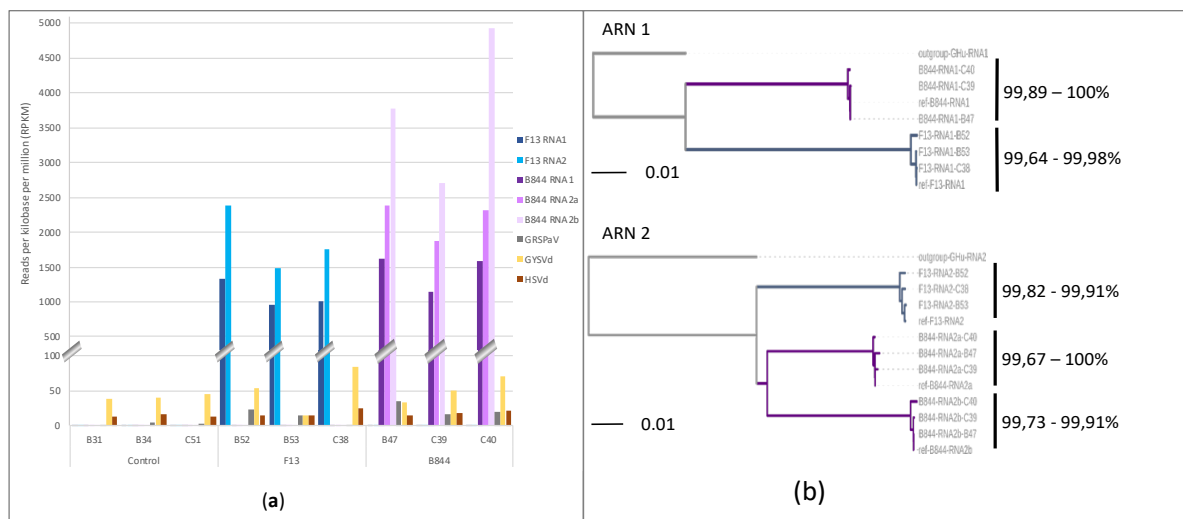 5000
4500
4000
3500
3000
2500
2000
1500
1000
500
100
50
0
Reads per kilobase per million (RPKM)
F13 RNA1
F13 RNA2
B844 RNA1
B844 RNA2a
B844 RNA2b
GRSPaV
GYSVd
HSVd
B31 B34 C51 B52 B53 C38 B47 C39 C40
Control F13 B844
(a)
ARN 1
outgroup-GHu-RNA1
B844-RNA1-C40
B844-RNA1-C39
ref-B844-RNA1
B844-RNA1-B47
99,89 – 100%
F13-RNA1-B52
F13-RNA1-B53
F13-RNA1-C38
ref-F13-RNA1
99,64 - 99,98%
0.01
ARN 2
outgroup-GHu-RNA2
F13-RNA2-B52
F13-RNA2-C38
F13-RNA2-B53
ref-F13-RNA2
99,82 - 99,91%
B844-RNA2a-C40
B844-RNA2a-B47
B844-RNA2a-C39
ref-B844-RNA2a
99,67 – 100%
B844-RNA2b-C40
B844-RNA2b-C39
B844-RNA2b-B47
ref-B844-RNA2b
99,73 - 99,91%
0.01
(b)